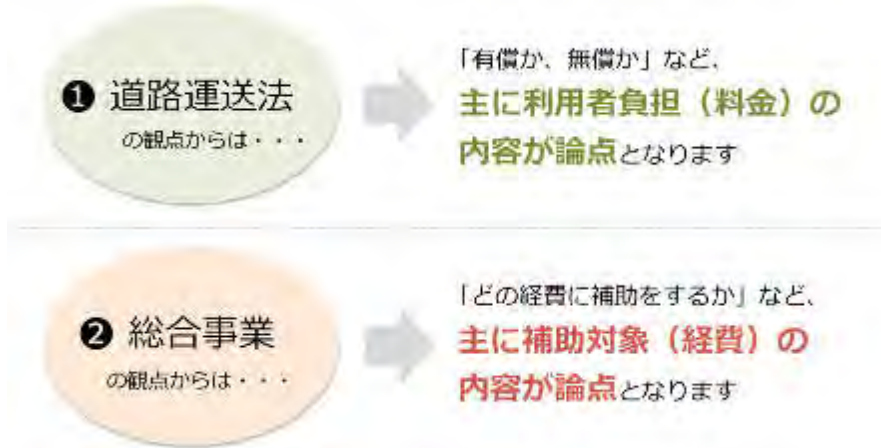 ❶ 道路運送法
の観点からは・・・
「有償か、無償か」など、
主に利用者負担（料金）の
内容が論点となります
❷ 総合事業
の観点からは・・・
「どの経費に補助をするか」など、
主に補助対象（経費）の
内容が論点となります